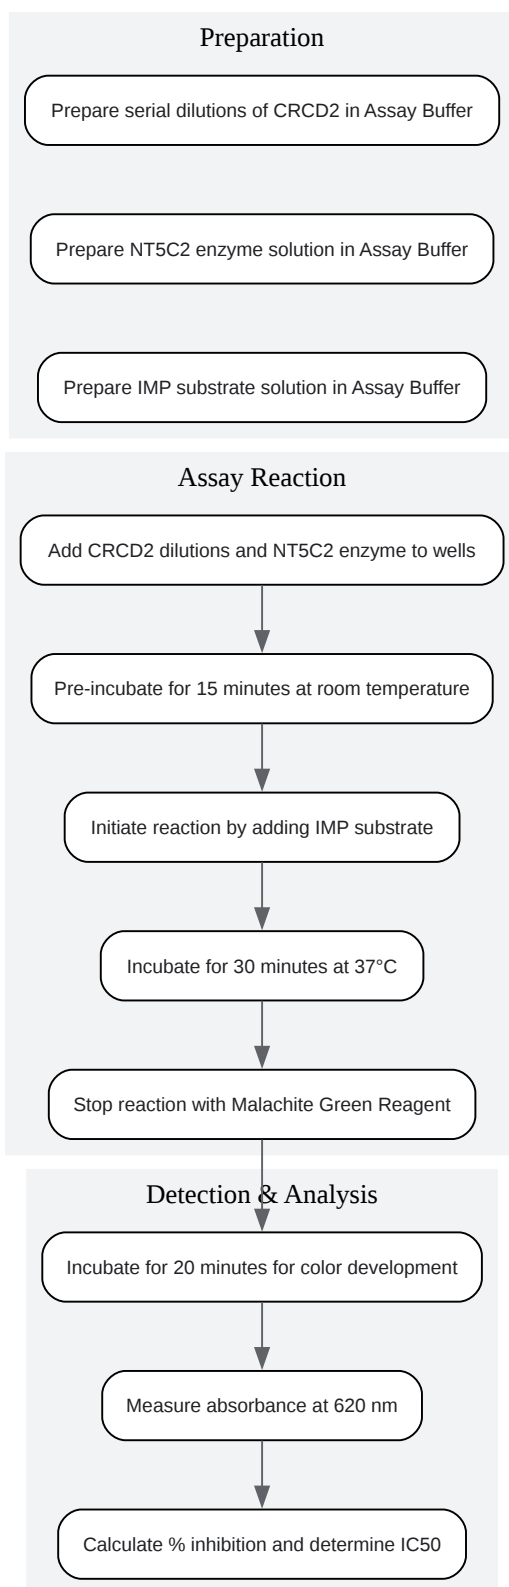 Preparation
Prepare serial dilutions of CRCD2 in Assay Buffer
Prepare NT5C2 enzyme solution in Assay Buffer
Prepare IMP substrate solution in Assay Buffer
Assay Reaction
Add CRCD2 dilutions and NT5C2 enzyme to wells
Pre-incubate for 15 minutes at room temperature
Initiate reaction by adding IMP substrate
Incubate for 30 minutes at 37°C
Stop reaction with Malachite Green Reagent
Detection & Analysis
Incubate for 20 minutes for color development
Measure absorbance at 620 nm
Calculate % inhibition and determine IC50